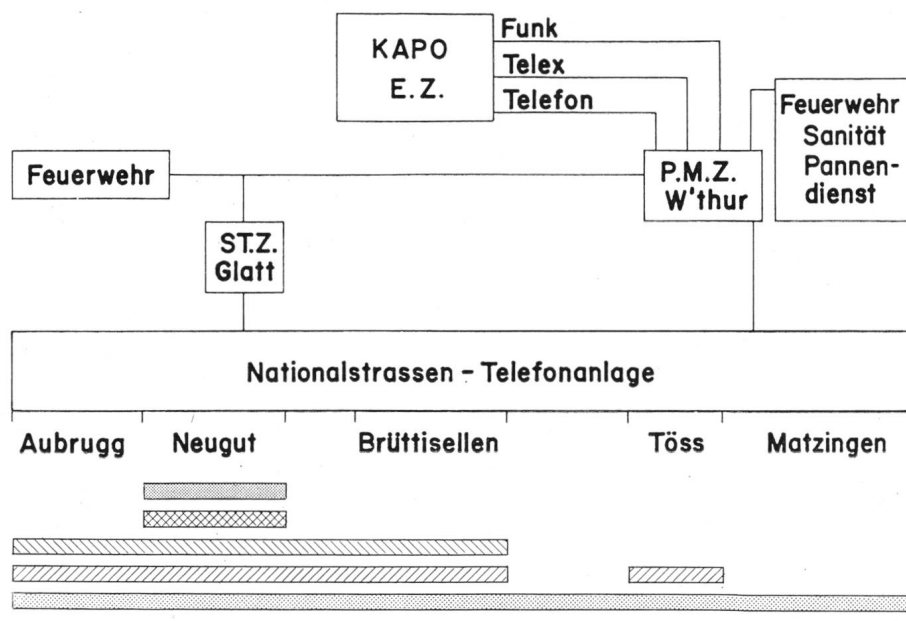 KAPO
E.Z.
Funk
Telex
Telefon
Feuerwehr
Sanität
Pannen-
dienst
Feuerwehr
P.M.Z.
W'thur
ST.Z.
Glatt
Nationalstrassen - Telefonanlage
Aubrugg
Neugut
Brüttisellen
Töss
Matzingen